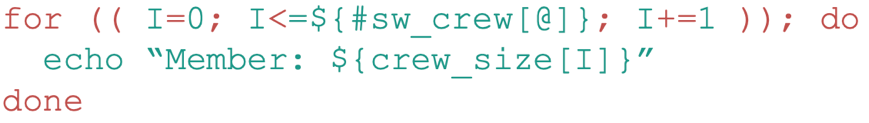 for (( I=0; I<=${#sw_crew[@]}; I+=1 )); do
  echo “Member: ${crew_size[I]}”
done